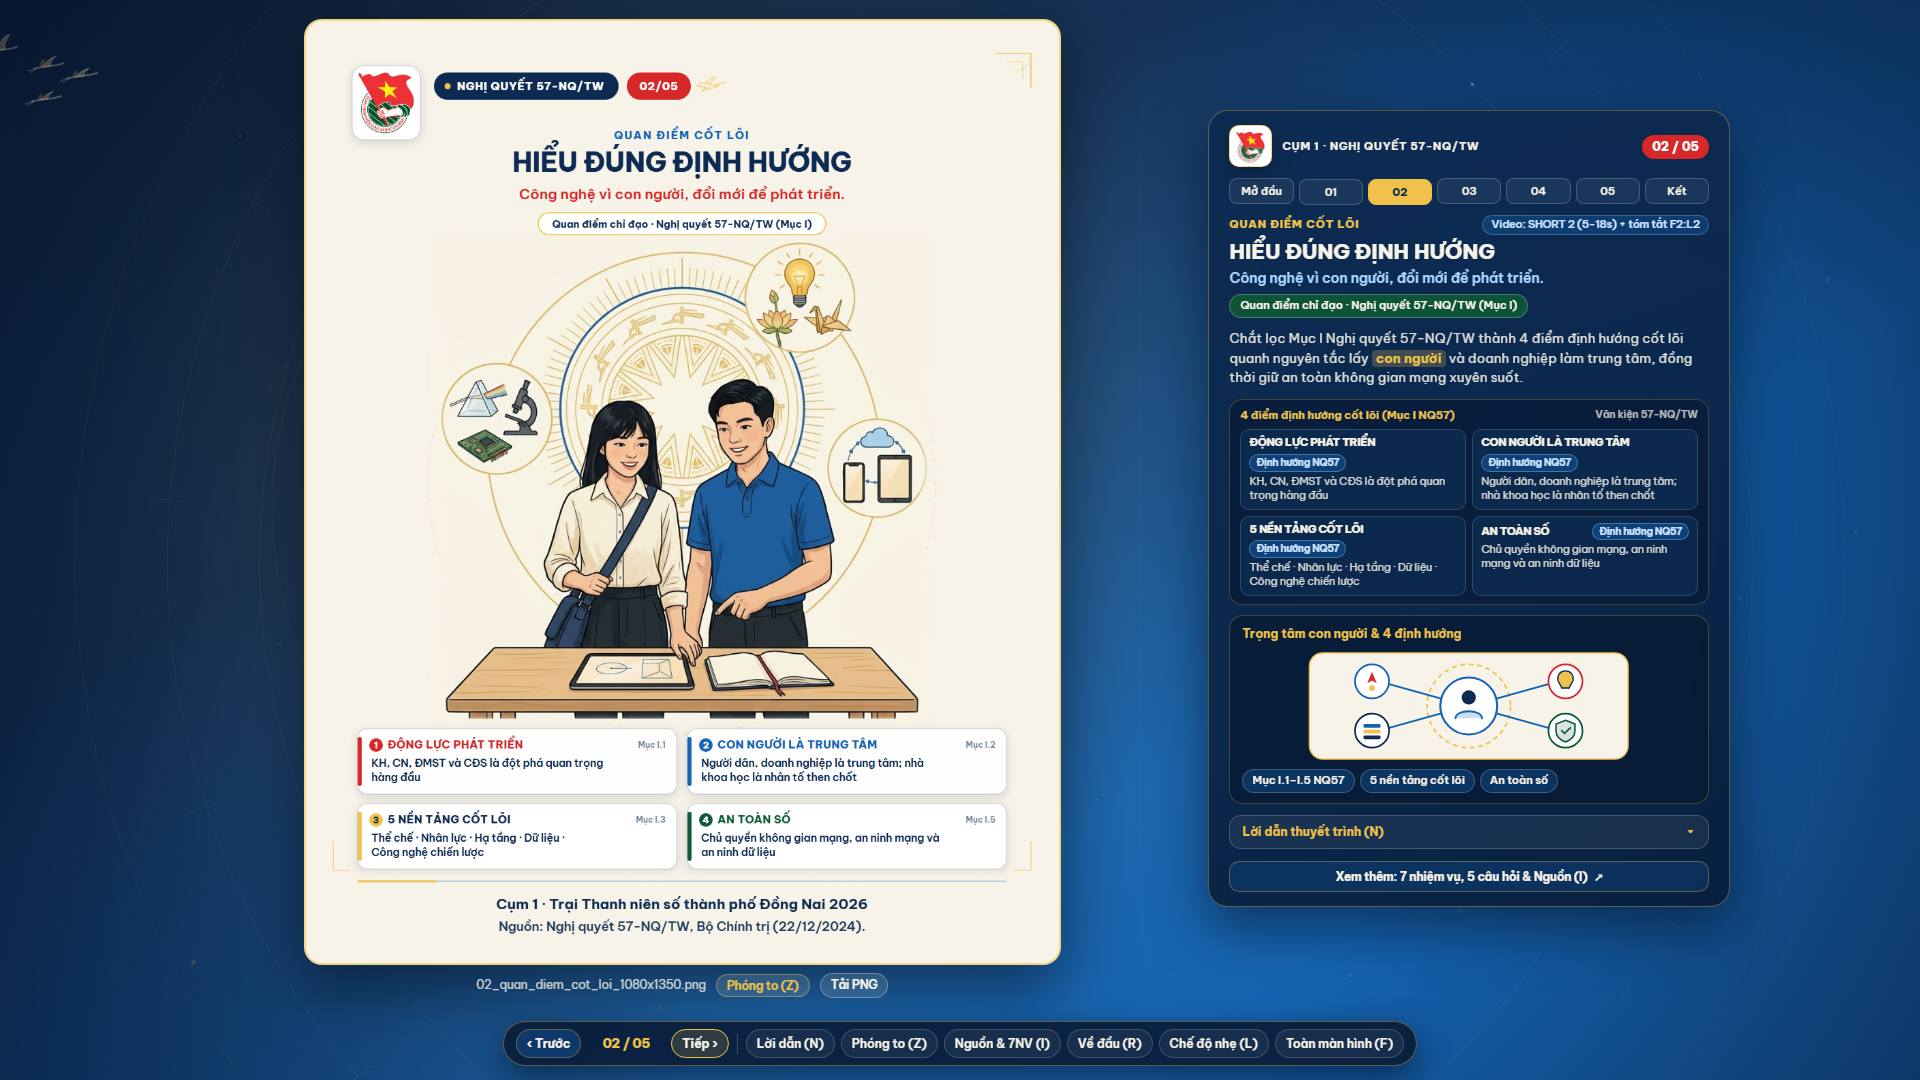 NGHỊ QUYẾT 57-NQ/TW
02/05
QUAN ĐIỂM CỐT LÕI
HIỂU ĐÚNG ĐỊNH HƯỚNG
Công nghệ vì con người, đổi mới để phát triển.
Quan điểm chỉ đạo · Nghị quyết 57-NQ/TW (Mục I)
1 ĐỘNG LỰC PHÁT TRIỂN Mục I.1
KH, CN, ĐMST và CĐS là đột phá quan trọng
hàng đầu
2 CON NGƯỜI LÀ TRUNG TÂM Mục I.2
Người dân, doanh nghiệp là trung tâm; nhà
khoa học là nhân tố then chốt
3 5 NỀN TẢNG CỐT LÕI Mục I.3
Thể chế · Nhân lực · Hạ tầng · Dữ liệu ·
Công nghệ chiến lược
4 AN TOÀN SỐ Mục I.5
Chủ quyền không gian mạng, an ninh mạng và
an ninh dữ liệu
Cụm 1 · Trại Thanh niên số thành phố Đồng Nai 2026
Nguồn: Nghị quyết 57-NQ/TW, Bộ Chính trị (22/12/2024).
02_quan_diem_cot_loi_1080x1350.png Phóng to (Z) Tải PNG
CỤM 1 · NGHỊ QUYẾT 57-NQ/TW 02 / 05
Mở đầu 01 02 03 04 05 Kết
QUAN ĐIỂM CỐT LÕI Video: SHORT 2 (5-18s) + tóm tắt F2:L2
HIỂU ĐÚNG ĐỊNH HƯỚNG
Công nghệ vì con người, đổi mới để phát triển.
Quan điểm chỉ đạo · Nghị quyết 57-NQ/TW (Mục I)
Chắt lọc Mục I Nghị quyết 57-NQ/TW thành 4 điểm định hướng cốt lõi
quanh nguyên tắc lấy con người và doanh nghiệp làm trung tâm, đồng
thời giữ an toàn không gian mạng xuyên suốt.
4 điểm định hướng cốt lõi (Mục I NQ57) Văn kiện 57-NQ/TW
ĐỘNG LỰC PHÁT TRIỂN
Định hướng NQ57
KH, CN, ĐMST và CĐS là đột phá quan
trọng hàng đầu
CON NGƯỜI LÀ TRUNG TÂM
Định hướng NQ57
Người dân, doanh nghiệp là trung tâm;
nhà khoa học là nhân tố then chốt
5 NỀN TẢNG CỐT LÕI
Định hướng NQ57
Thể chế · Nhân lực · Hạ tầng · Dữ liệu ·
Công nghệ chiến lược
AN TOÀN SỐ Định hướng NQ57
Chủ quyền không gian mạng, an ninh
mạng và an ninh dữ liệu
Trọng tâm con người & 4 định hướng
Mục I.1-I.5 NQ57 5 nền tảng cốt lõi An toàn số
Lời dẫn thuyết trình (N)
Xem thêm: 7 nhiệm vụ, 5 câu hỏi & Nguồn (I) ↗
‹ Trước 02 / 05 Tiếp › Lời dẫn (N) Phóng to (Z) Nguồn & 7NV (I) Về đầu (R) Chế độ nhẹ (L) Toàn màn hình (F)